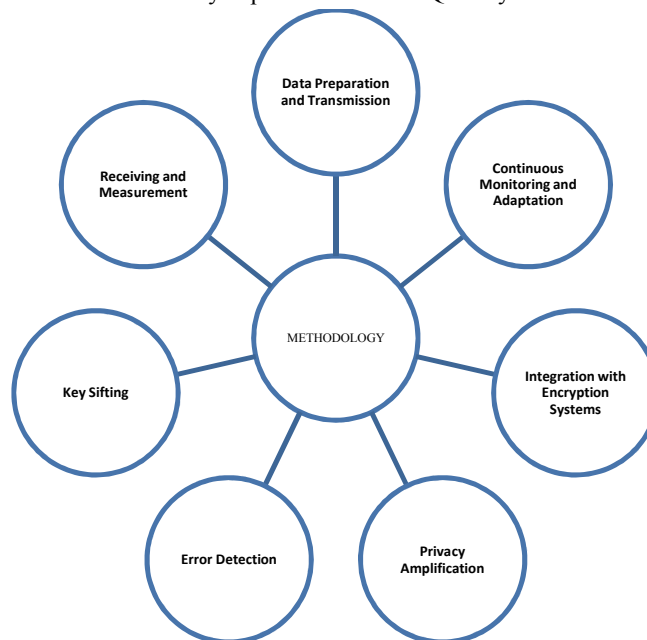 Data Preparation
and Transmission
Receiving and
Measurement
Continuous
Monitoring and
Adaptation
METHODOLOGY
Key Sifting
Integration with
Encryption
Systems
Error Detection
Privacy
Amplification